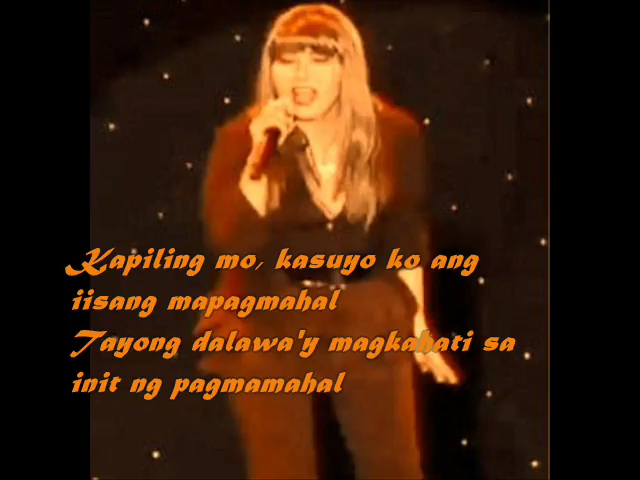 Kapiling mo, kasuyo ko ang
iisang mapagmahal
Tayong dalawa'y magkahati sa
init ng pagmamahal